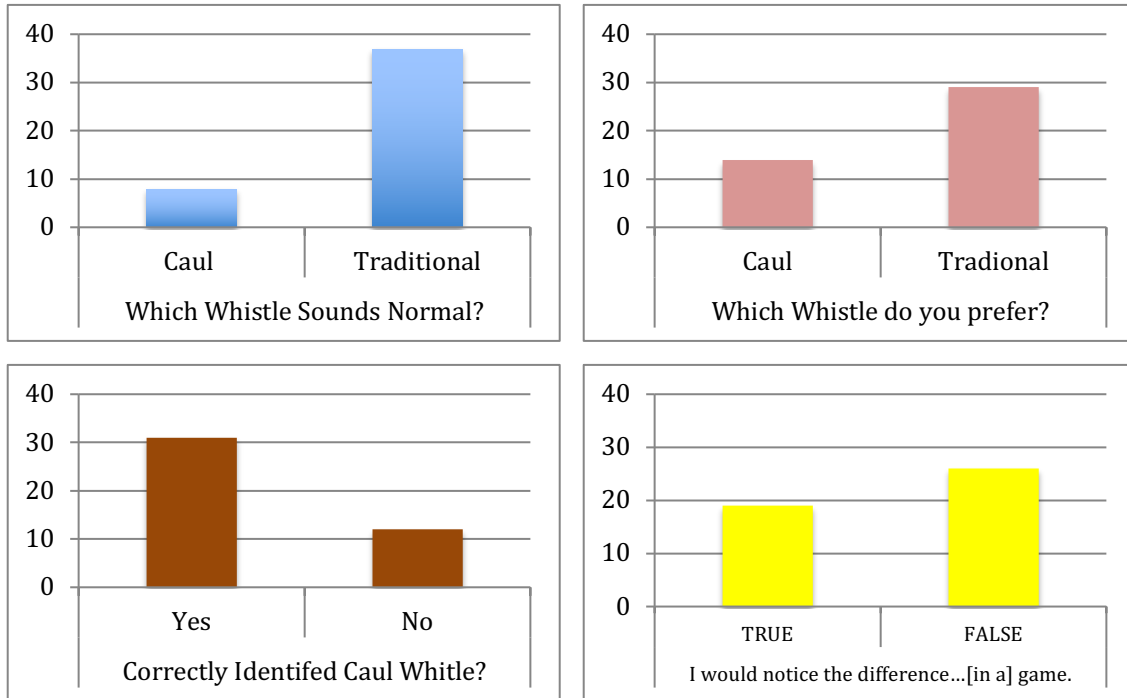 40
30
20
10
0
Caul Traditional
Which Whistle Sounds Normal?
40
30
20
10
0
Caul Tradional
Which Whistle do you prefer?
40
30
20
10
0
Yes No
Correctly Identifed Caul Whitle?
40
30
20
10
0
TRUE FALSE
I would notice the difference...[in a] game.